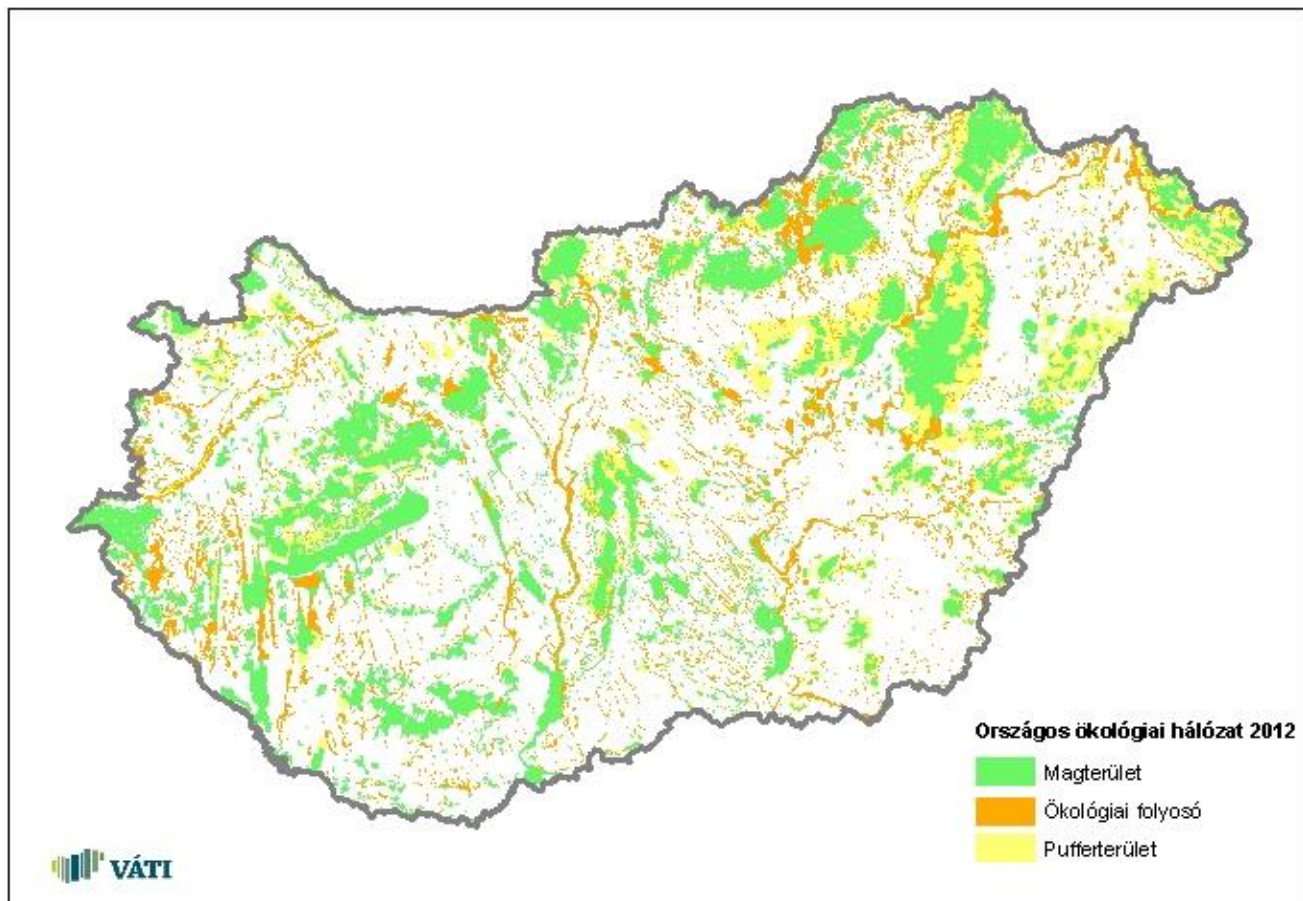 Országos ökológiai hálózat 2012
Magterület
Ökológiai folyosó
Pufferterület
VÁTI